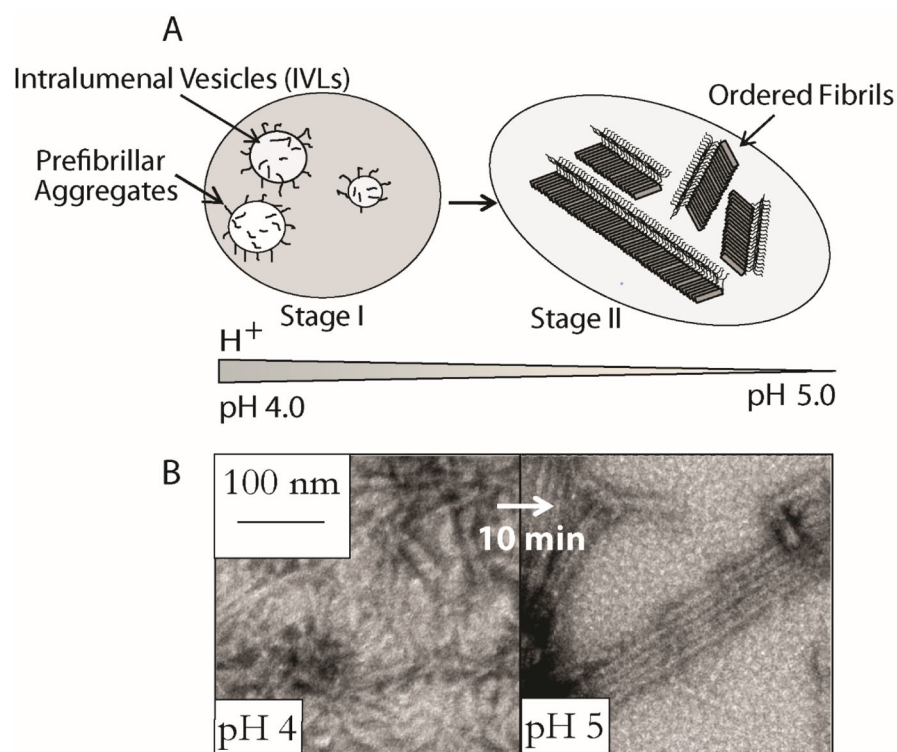 A
Intralumenal Vesicles (IVLs)
Ordered Fibrils
Prefibrillar
Aggregates
Stage I
Stage II
H+
pH 4.0
pH 5.0
B
100 nm
10 min
pH 4
pH 5